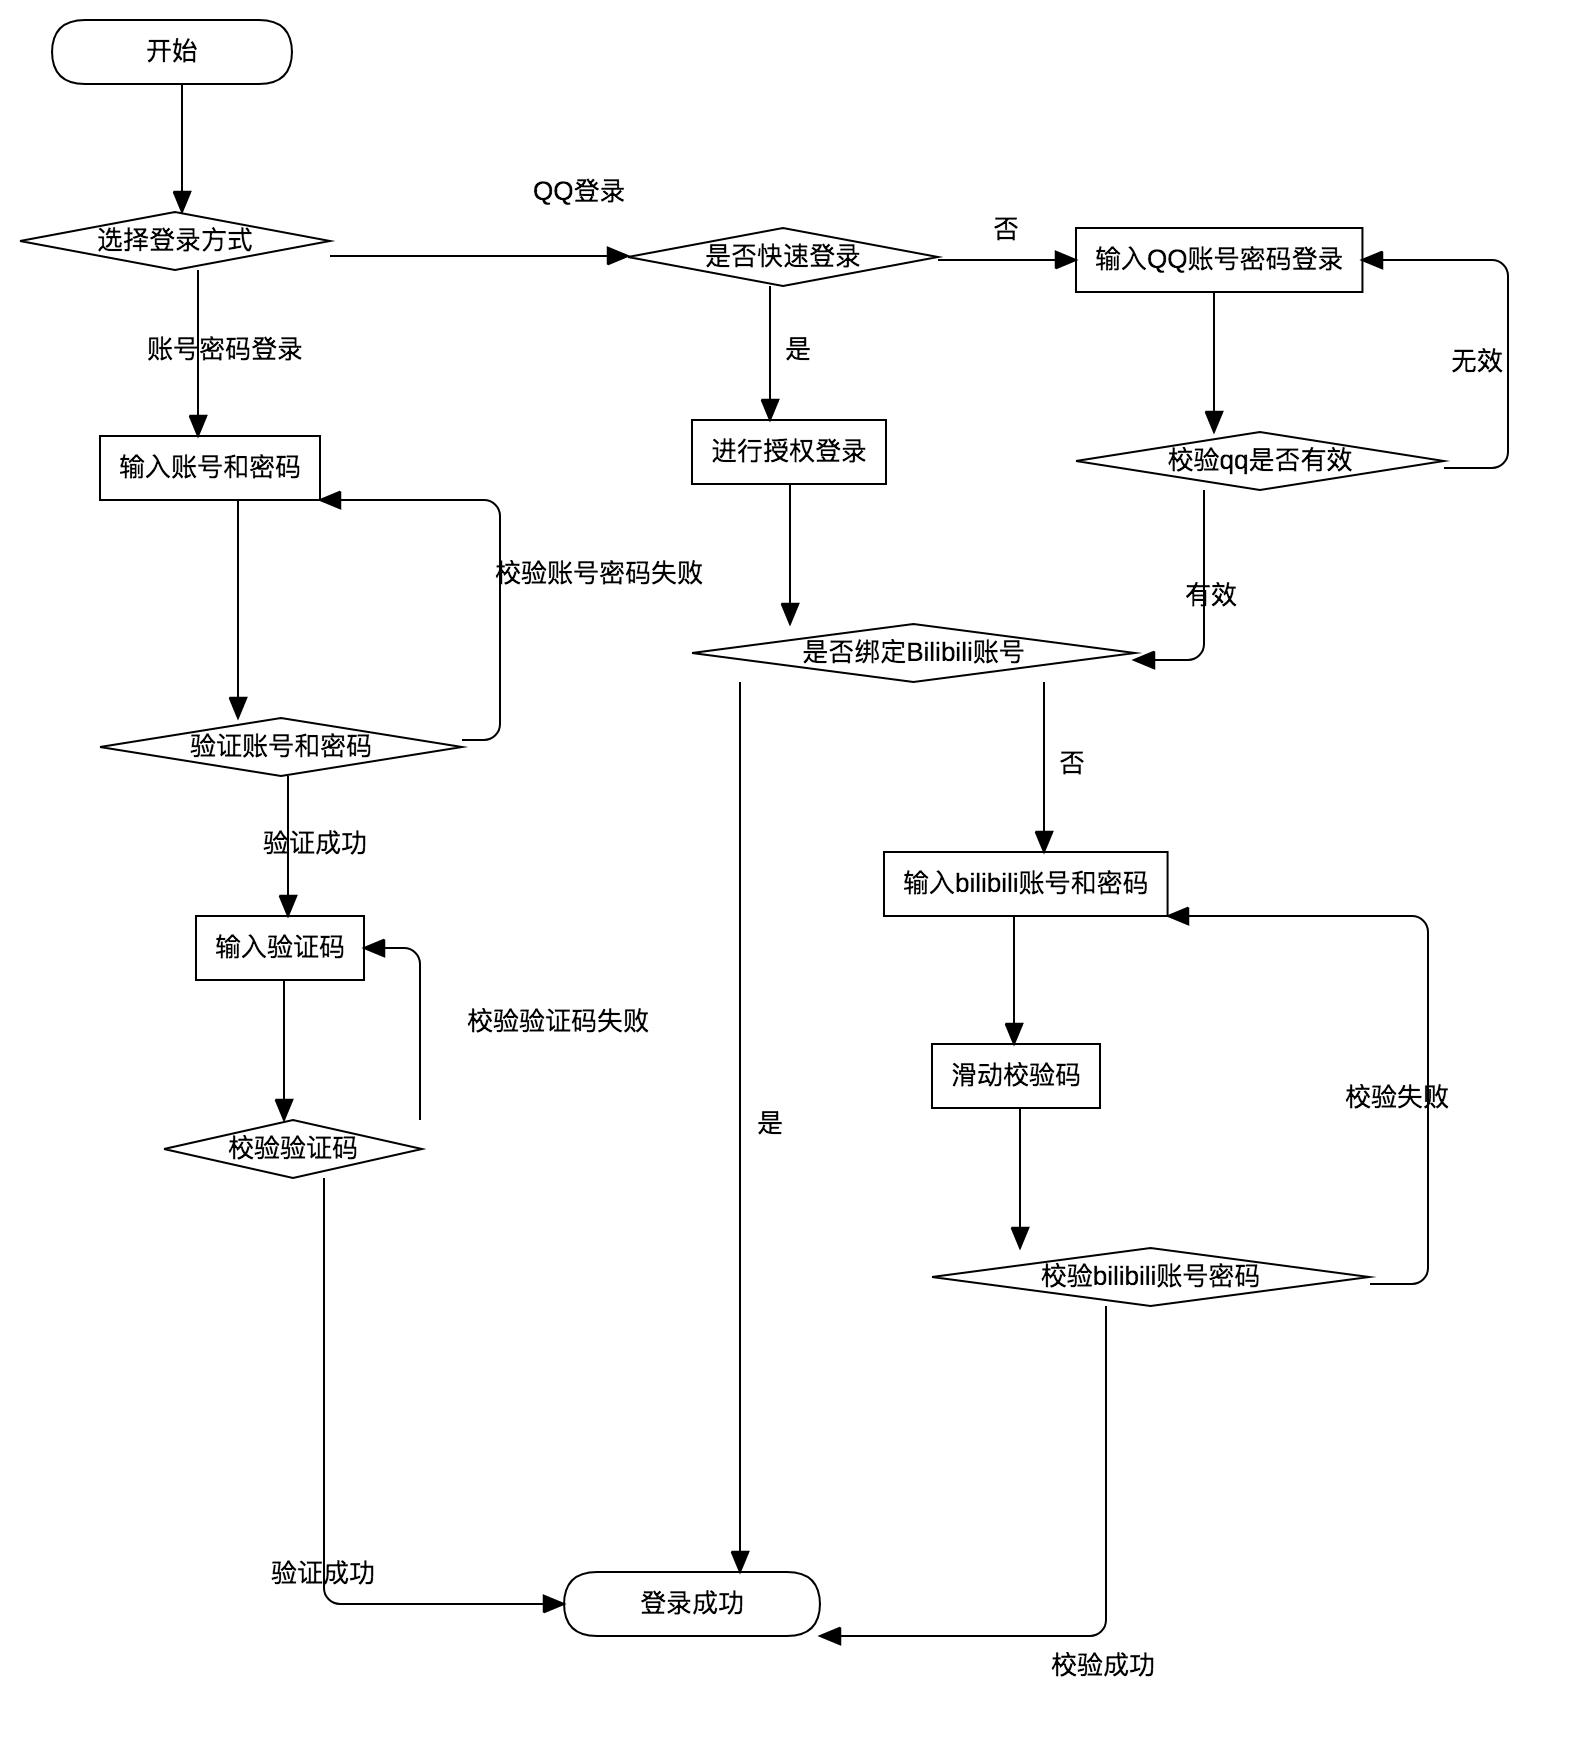 开始
QQ登录
选择登录方式
是否快速登录
否
输入QQ账号密码登录
账号密码登录
是
无效
输入账号和密码
进行授权登录
校验qq是否有效
校验账号密码失败
有效
是否绑定Bilibili账号
验证账号和密码
否
验证成功
输入bilibili账号和密码
输入验证码
校验验证码失败
滑动校验码
校验失败
是
校验验证码
校验bilibili账号密码
验证成功
登录成功
校验成功